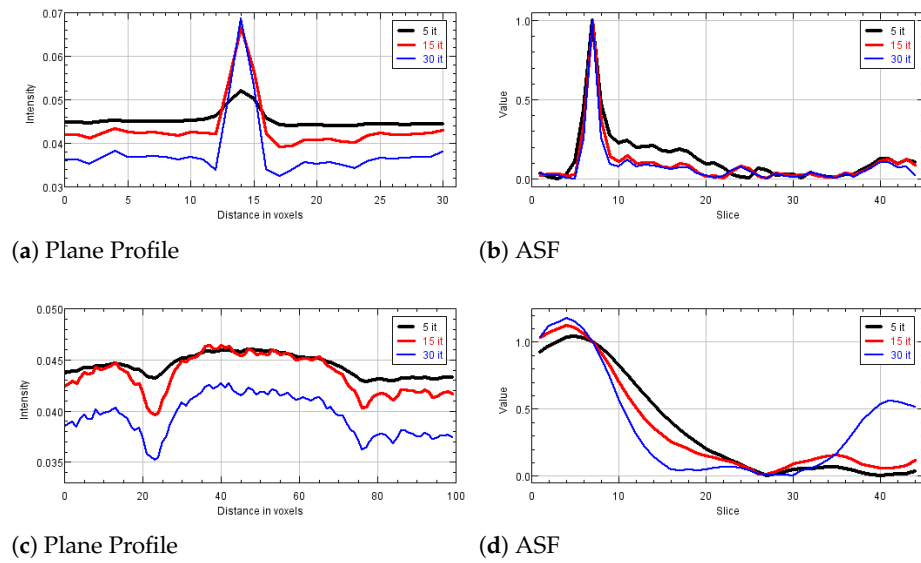 0.07
0.06
0.05
0.04
0.03
Intensity
5 it
15 it
30 it
0 5 10 15 20 25 30
Distance in voxels
(a) Plane Profile
1.0
0.5
0.0
Value
5 it
15 it
30 it
0 10 20 30 40
Slice
(b) ASF
0.050
0.045
0.040
0.035
Intensity
5 it
15 it
30 it
0 20 40 60 80 100
Distance in voxels
(c) Plane Profile
1.0
0.5
0.0
Value
5 it
15 it
30 it
0 10 20 30 40
Slice
(d) ASF